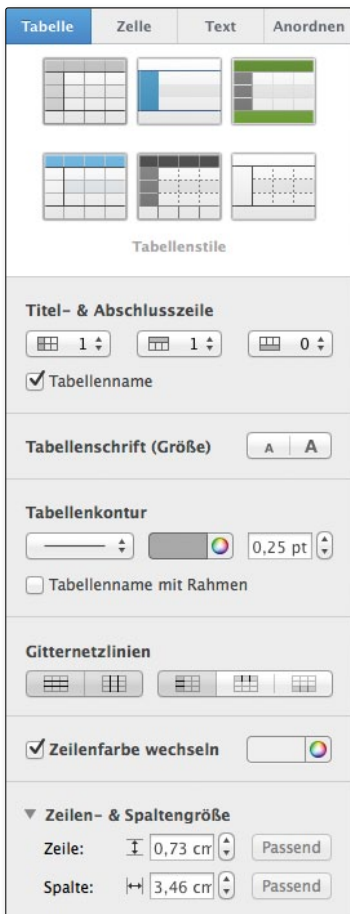 Tabelle Zelle Text Anordnen
Tabellenstile
Titel- & Abschlusszeile
1 1 0
Tabellenname
Tabellenschrift (Größe) A A
Tabellenkontur
0,25 pt
Tabellenname mit Rahmen
Gitternetzlinien
Zeilenfarbe wechseln
Zeilen- & Spaltengröße
Zeile: 0,73 cm Passend
Spalte: 3,46 cm Passend